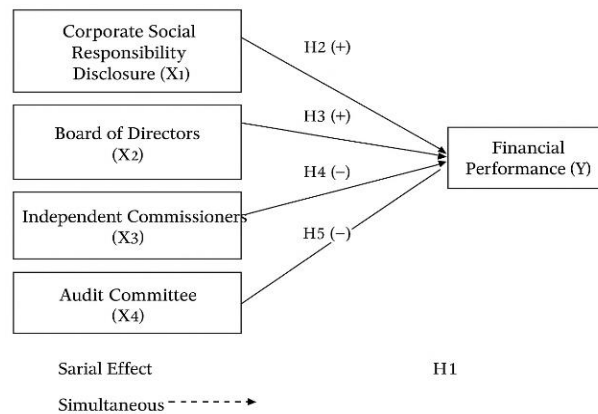 Corporate Social
Responsibility
Disclosure (X1)
H2 (+)
Board of Directors
(X2)
H3 (+)
Financial
Performance (Y)
H4 (−)
Independent Commissioners
(X3)
H5 (−)
Audit Committee
(X4)
Sarial Effect
H1
Simultaneous